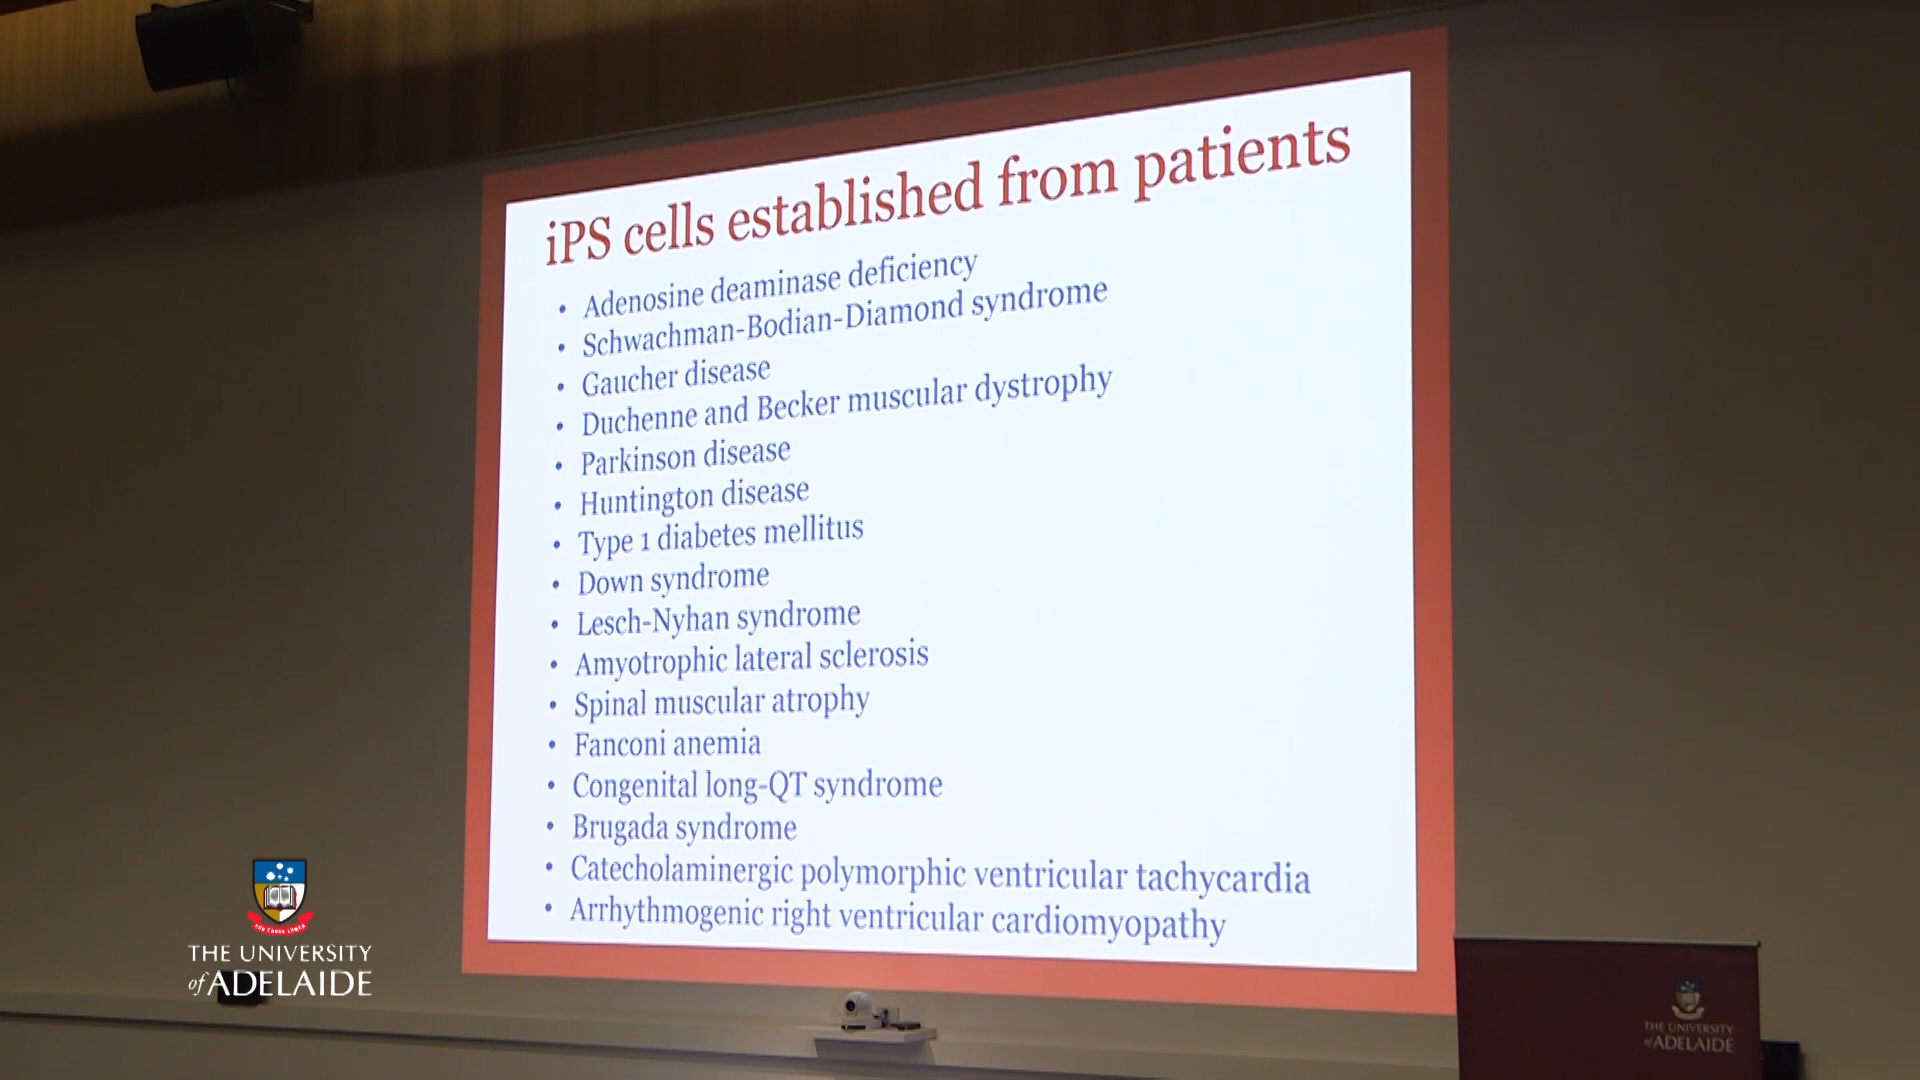 iPS cells established from patients
• Adenosine deaminase deficiency
• Schwachman-Bodian-Diamond syndrome
• Gaucher disease
• Duchenne and Becker muscular dystrophy
• Parkinson disease
• Huntington disease
• Type 1 diabetes mellitus
• Down syndrome
• Lesch-Nyhan syndrome
• Amyotrophic lateral sclerosis
• Spinal muscular atrophy
• Fanconi anemia
• Congenital long-QT syndrome
• Brugada syndrome
• Catecholaminergic polymorphic ventricular tachycardia
• Arrhythmogenic right ventricular cardiomyopathy
THE UNIVERSITY
of ADELAIDE
THE UNIVERSITY
of ADELAIDE